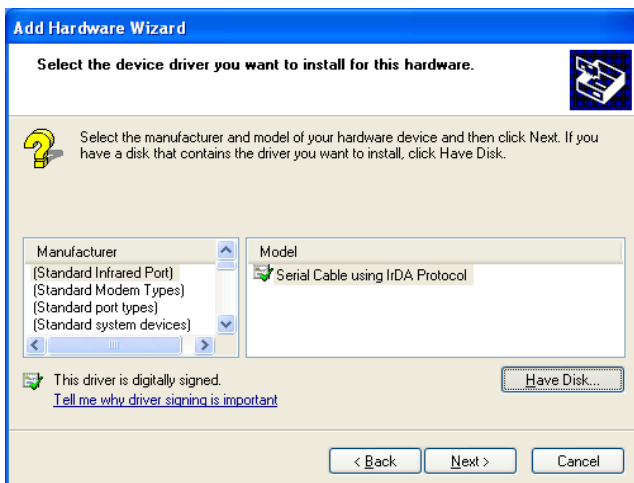 Add Hardware Wizard
Select the device driver you want to install for this hardware.
Select the manufacturer and model of your hardware device and then click Next. If you
have a disk that contains the driver you want to install, click Have Disk.
Manufacturer
(Standard Infrared Port)
(Standard Modem Types)
(Standard port types)
(Standard system devices)
Model
Serial Cable using IrDA Protocol
This driver is digitally signed.
Tell me why driver signing is important
Have Disk...
< Back
Next >
Cancel